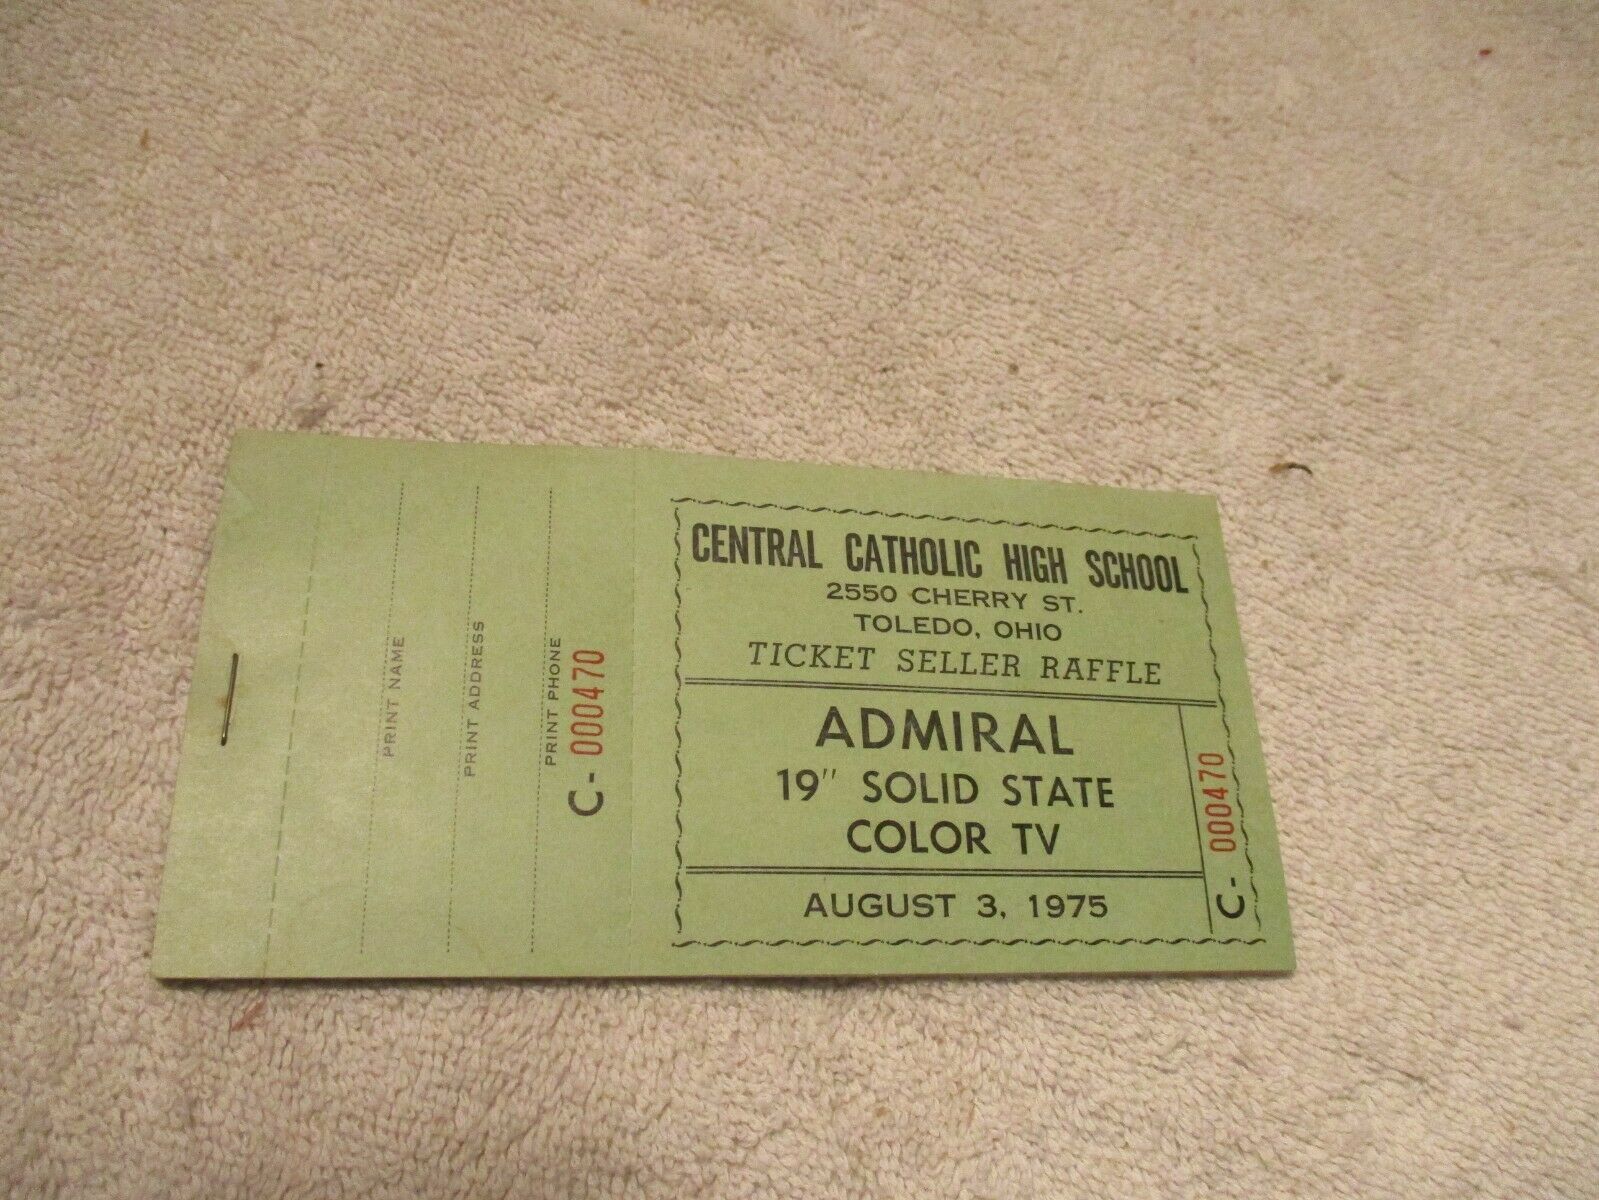 PRINT NAME
PRINT ADDRESS
PRINT PHONE
C- 000470
CENTRAL CATHOLIC HIGH SCHOOL
2550 CHERRY ST.
TOLEDO, OHIO
TICKET SELLER RAFFLE
ADMIRAL
19" SOLID STATE
COLOR TV
AUGUST 3, 1975
C- 000470